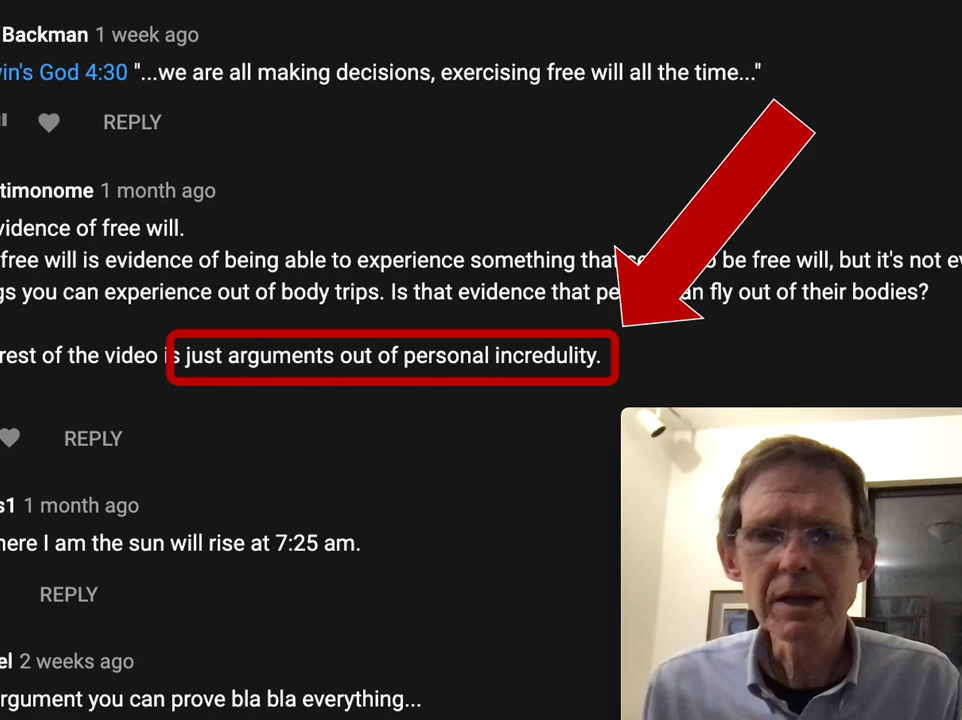 Backman 1 week ago
in's God 4:30 "...we are all making decisions, exercising free will all the time..."
REPLY
timonome 1 month ago
vidence of free will.
free will is evidence of being able to experience something that be free will, but it's not
gs you can experience out of body trips. Is that evidence that fly out of their bodies?
rest of the video is just arguments out of personal incredulity.
REPLY
s1 1 month ago
here I am the sun will rise at 7:25 am.
REPLY
el 2 weeks ago
rgument you can prove bla bla everything...